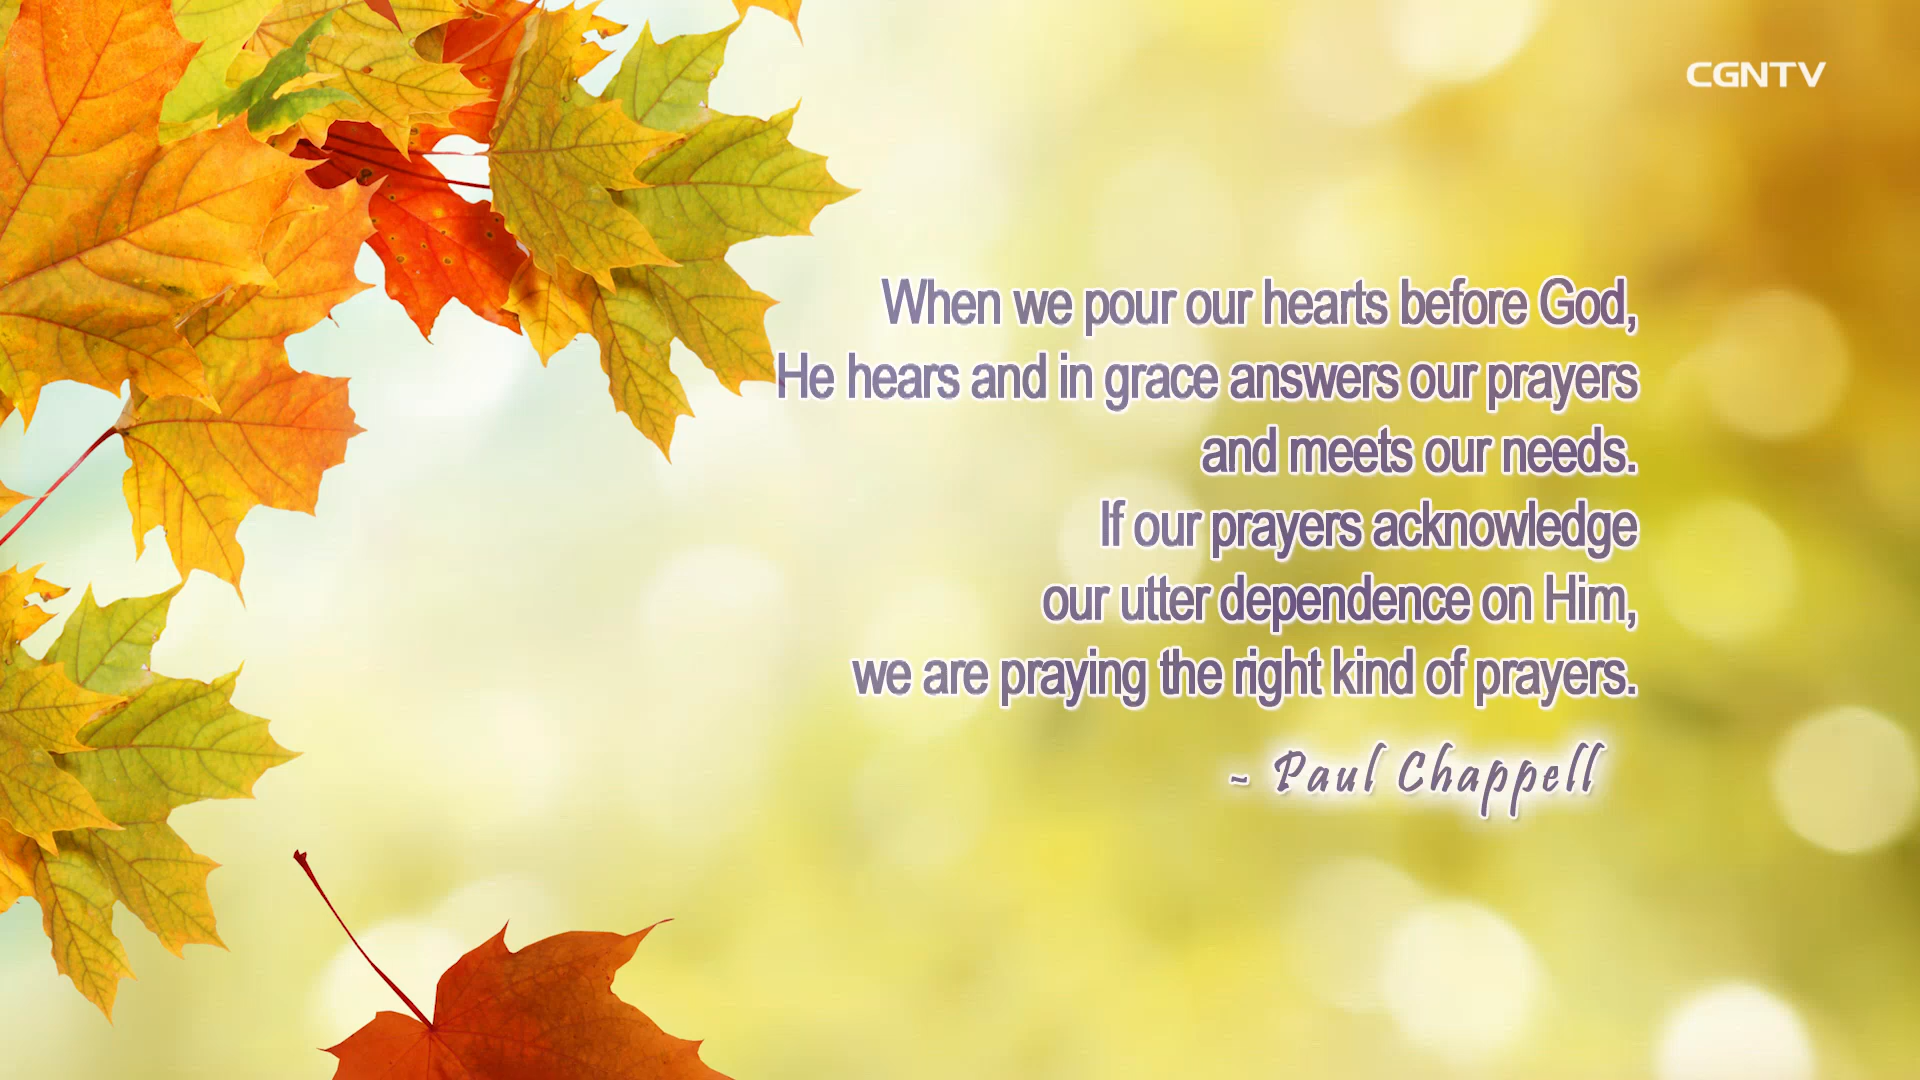 CGNTV
When we pour our hearts before God,
He hears and in grace answers our prayers
and meets our needs.
If our prayers acknowledge
our utter dependence on Him,
we are praying the right kind of prayers.
~ Paul Chappell